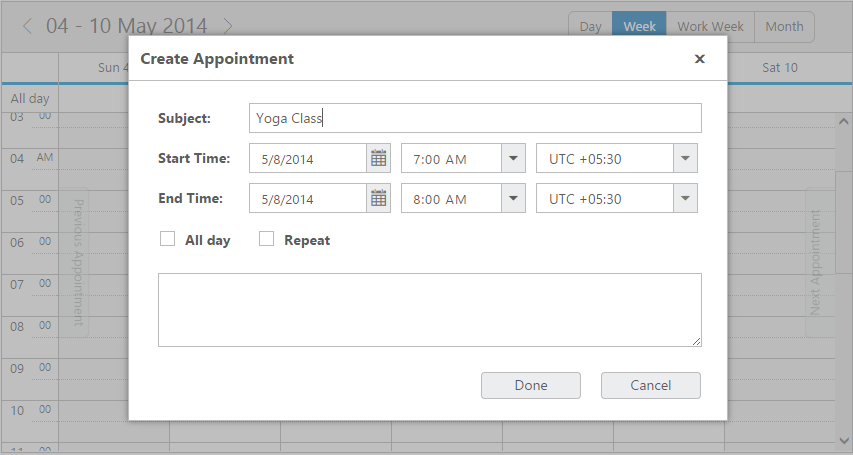 04 - 10 May 2014
Day Week Work Week Month
Sun 4 Sat 10
All day
Create Appointment
Subject: Yoga Class
Start Time: 5/8/2014 7:00 AM UTC +05:30
End Time: 5/8/2014 8:00 AM UTC +05:30
All day Repeat
Done Cancel
03 00
04 AM
05 00
06 00
07 00
08 00
09 00
10 00
11 00
Previous Appointment
Next Appointment